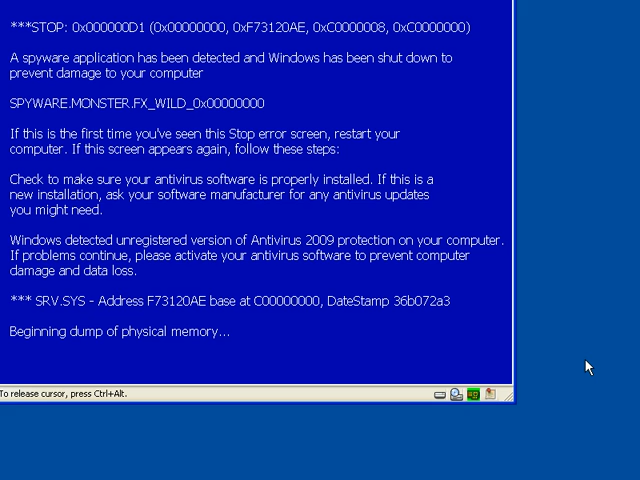 ***STOP: 0x000000D1 (0x00000000, 0xF73120AE, 0xC0000008, 0xC0000000)
A spyware application has been detected and Windows has been shut down to
prevent damage to your computer
SPYWARE.MONSTER.FX_WILD_0x00000000
If this is the first time you've seen this Stop error screen, restart your
computer. If this screen appears again, follow these steps:
Check to make sure your antivirus software is properly installed. If this is a
new installation, ask your software manufacturer for any antivirus updates
you might need.
Windows detected unregistered version of Antivirus 2009 protection on your computer.
If problems continue, please activate your antivirus software to prevent computer
damage and data loss.
*** SRV.SYS - Address F73120AE base at C00000000, DateStamp 36b072a3
Beginning dump of physical memory...
To release cursor, press Ctrl+Alt.